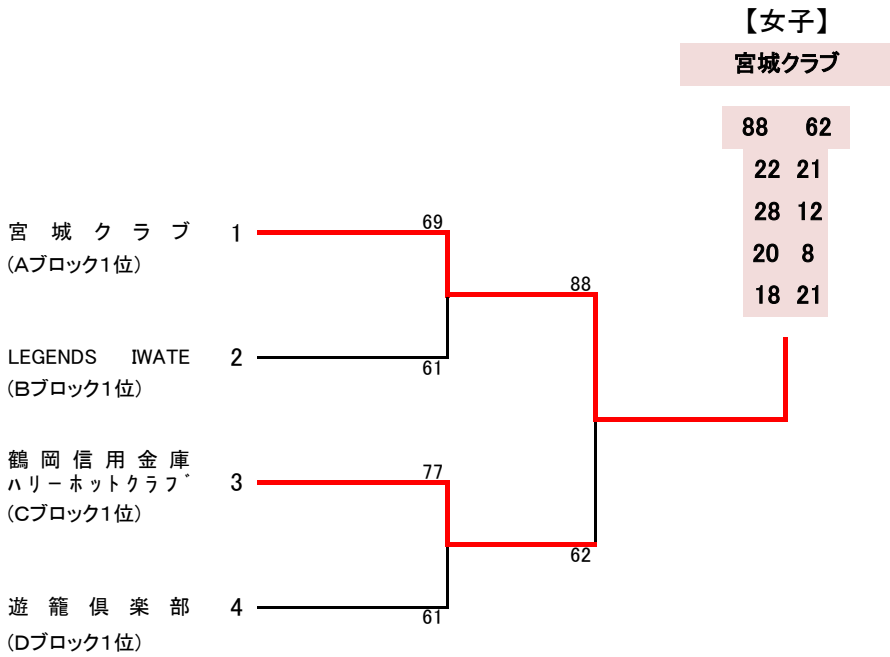 【女子】
宮城クラブ
88 62
22 21
28 12
20 8
18 21
宮城クラブ 1
(Aブロック1位)
69
88
LEGENDS IWATE 2
(Bブロック1位)
61
鶴岡信用金庫
ハリーホットクラブ 3
(Cブロック1位)
77
62
遊籠倶楽部 4
(Dブロック1位)
61